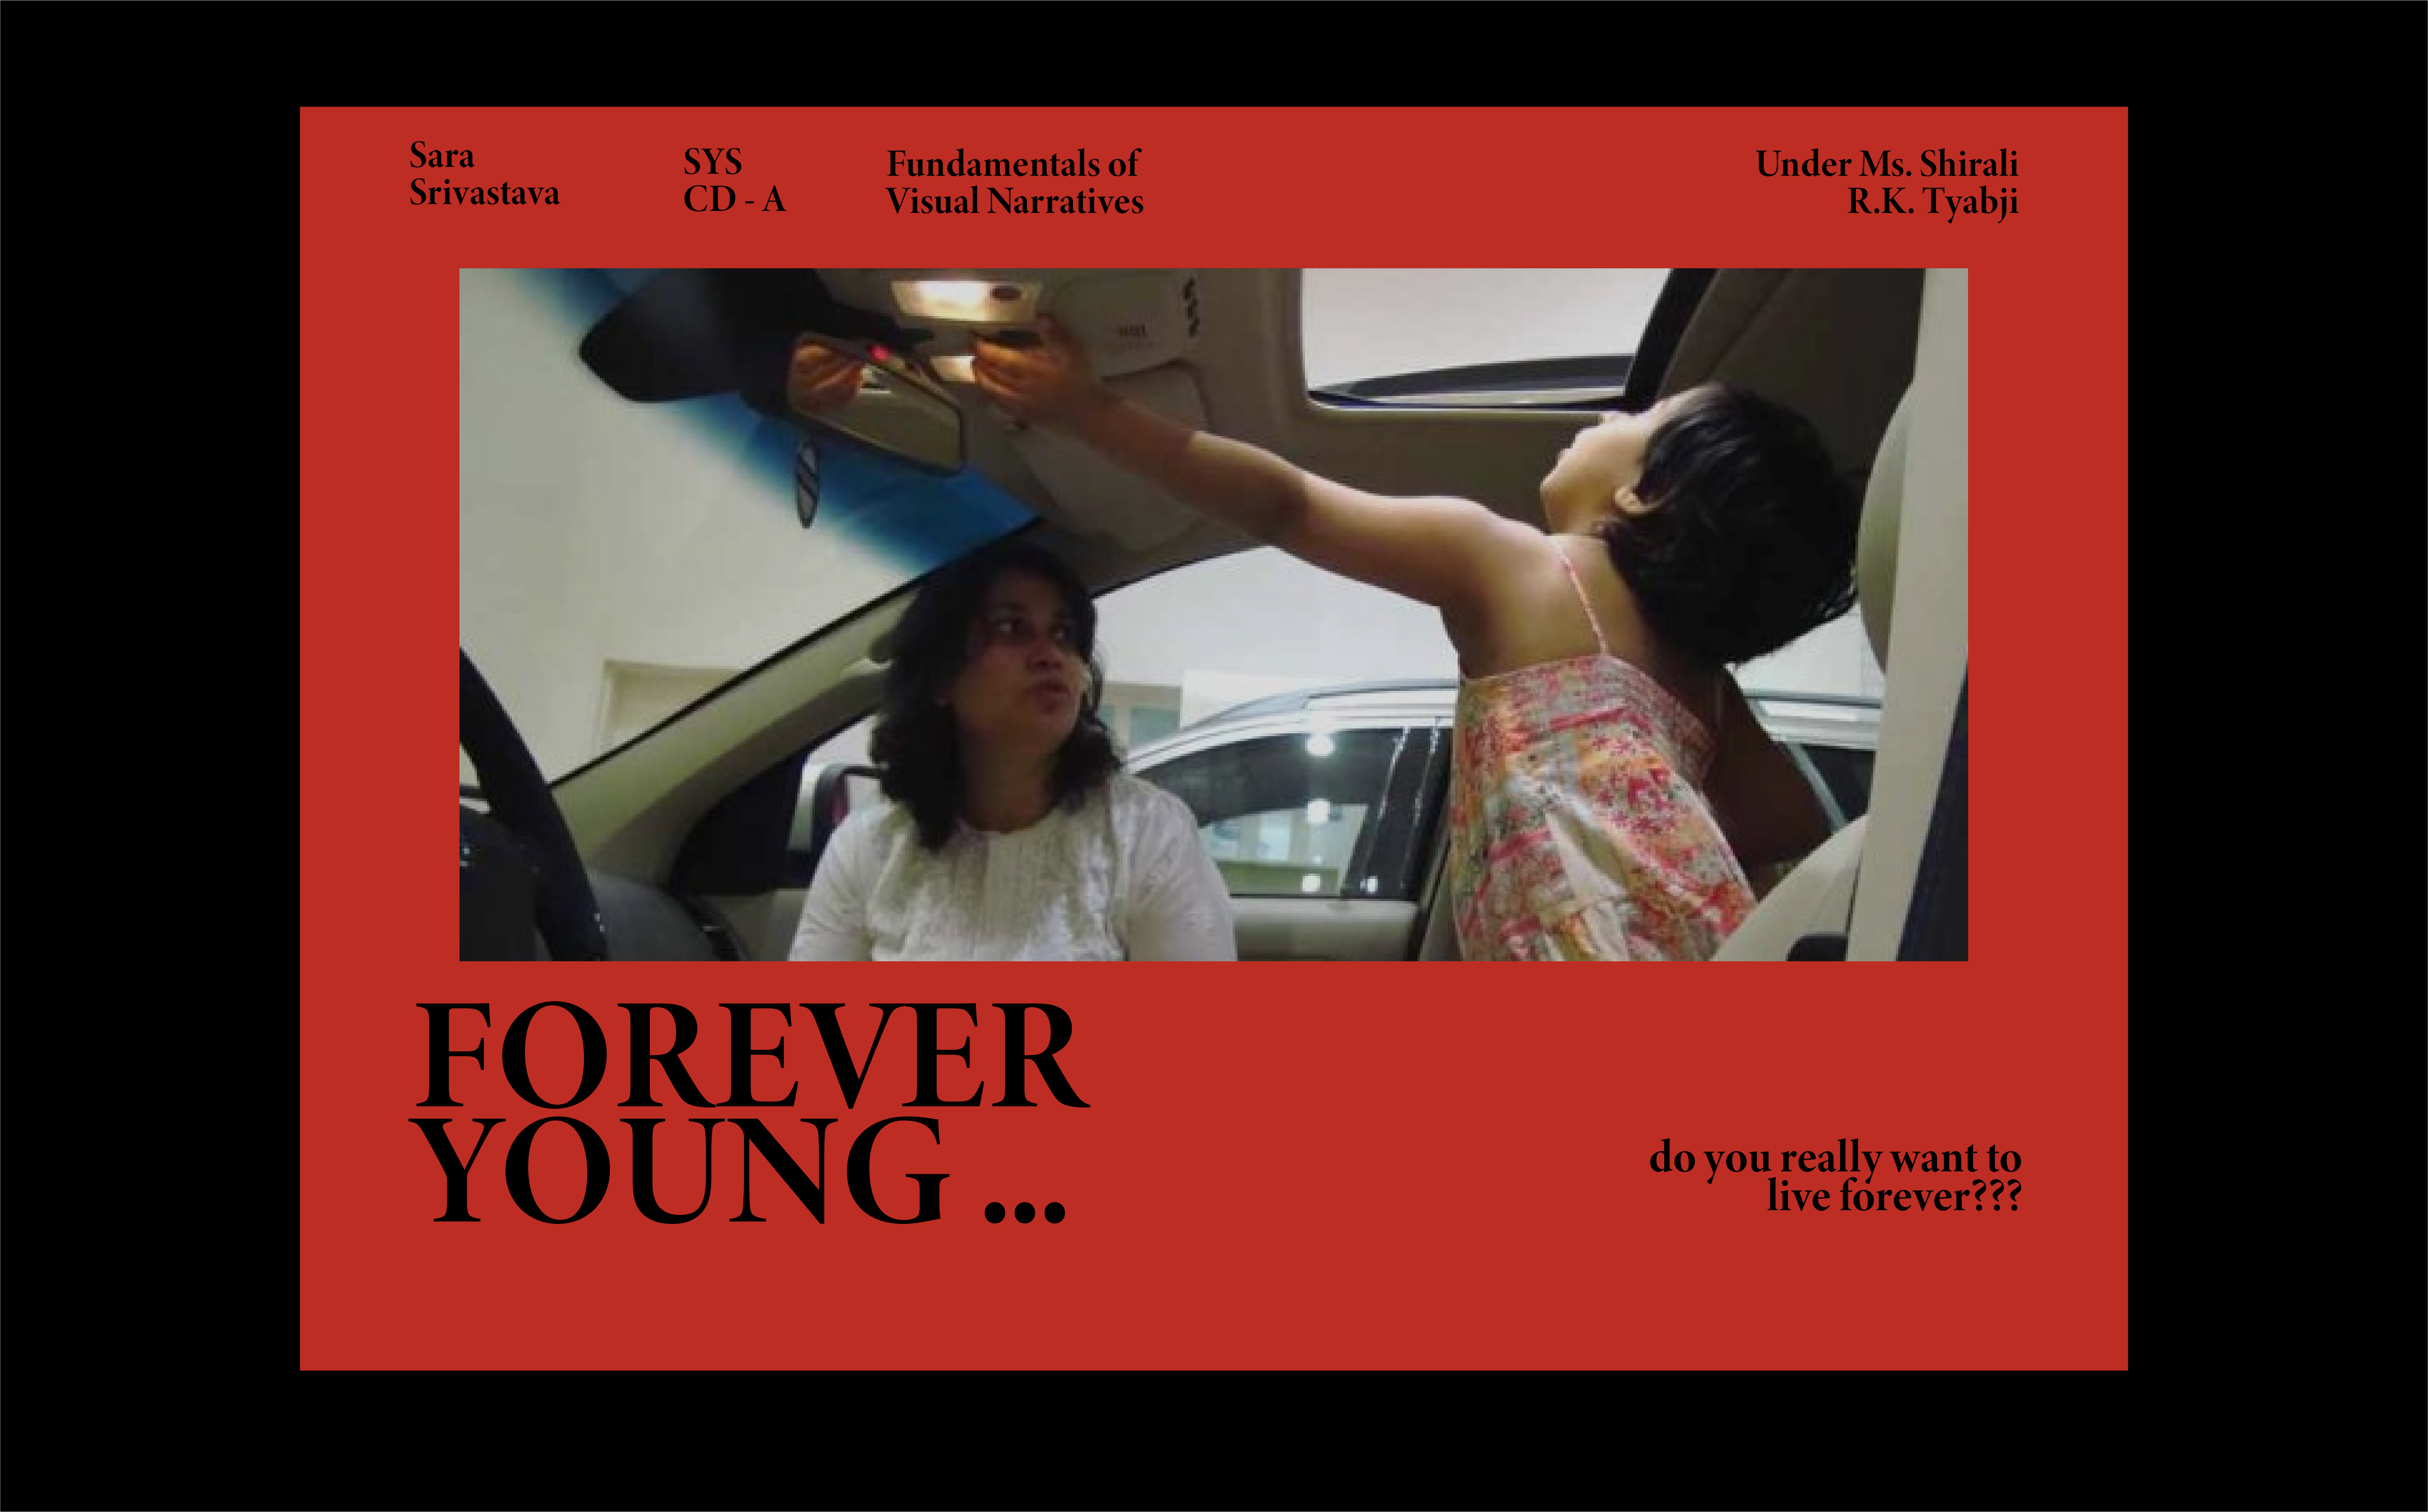 Sara
Srivastava
SYS
CD - A
Fundamentals of
Visual Narratives
Under Ms. Shirali
R.K. Tyabji
FOREVER
YOUNG ...
do you really want to
live forever???